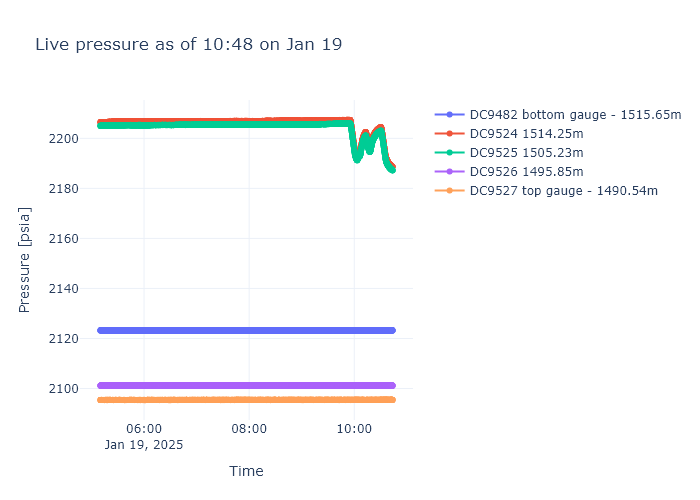 Live pressure as of 10:48 on Jan 19
DC9482 bottom gauge - 1515.65m
DC9524 1514.25m
DC9525 1505.23m
DC9526 1495.85m
DC9527 top gauge - 1490.54m
Pressure [psia]
2200
2180
2160
2140
2120
2100
06:00
08:00
10:00
Jan 19, 2025
Time